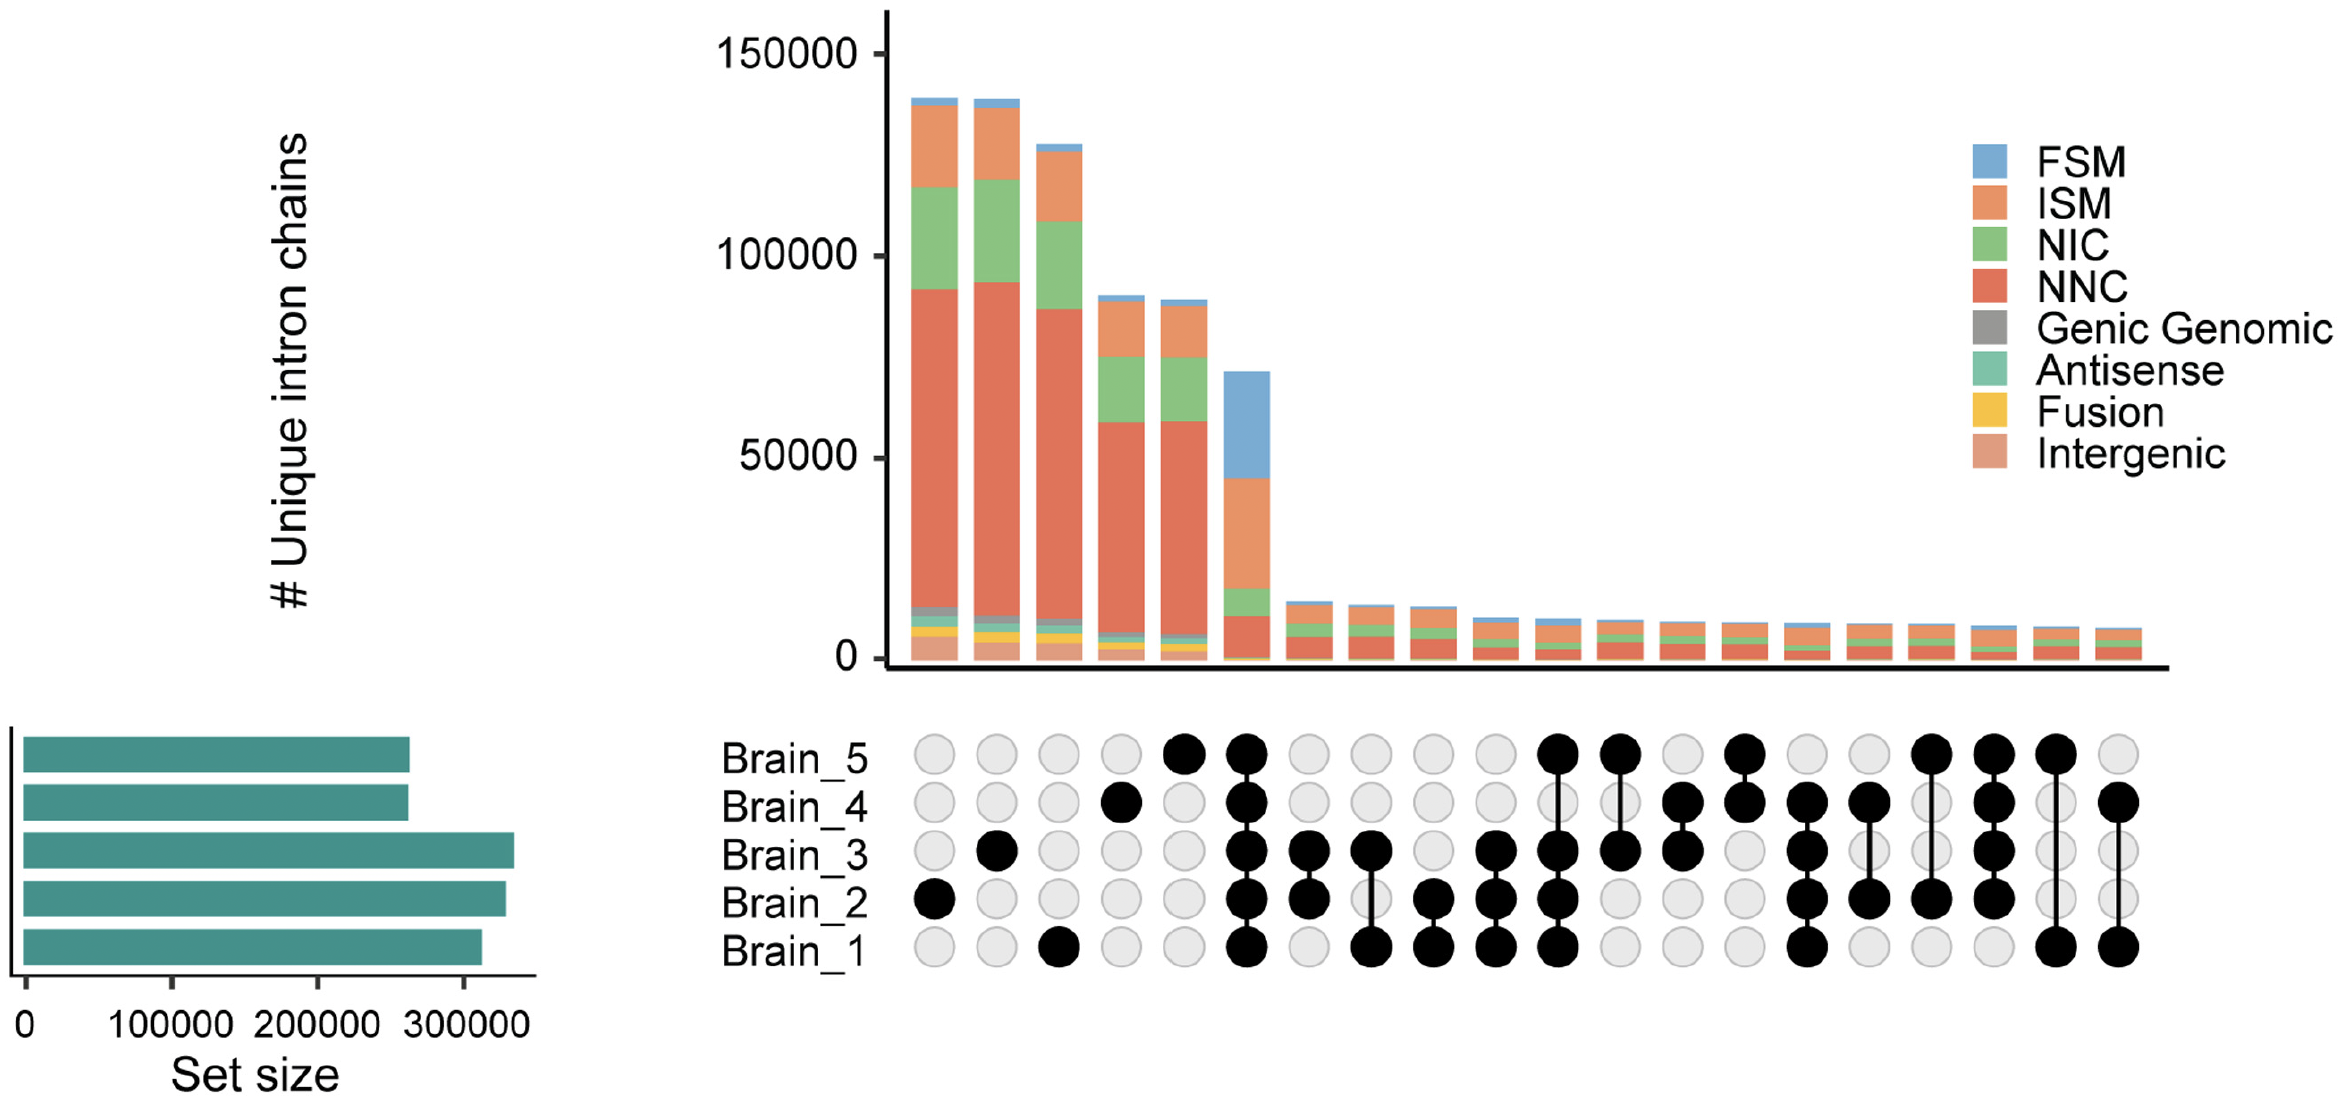 # Unique intron chains
150000
100000
50000
0
FSM
ISM
NIC
NNC
Genic Genomic
Antisense
Fusion
Intergenic
Brain_5
Brain_4
Brain_3
Brain_2
Brain_1
0 100000 200000 300000
Set size